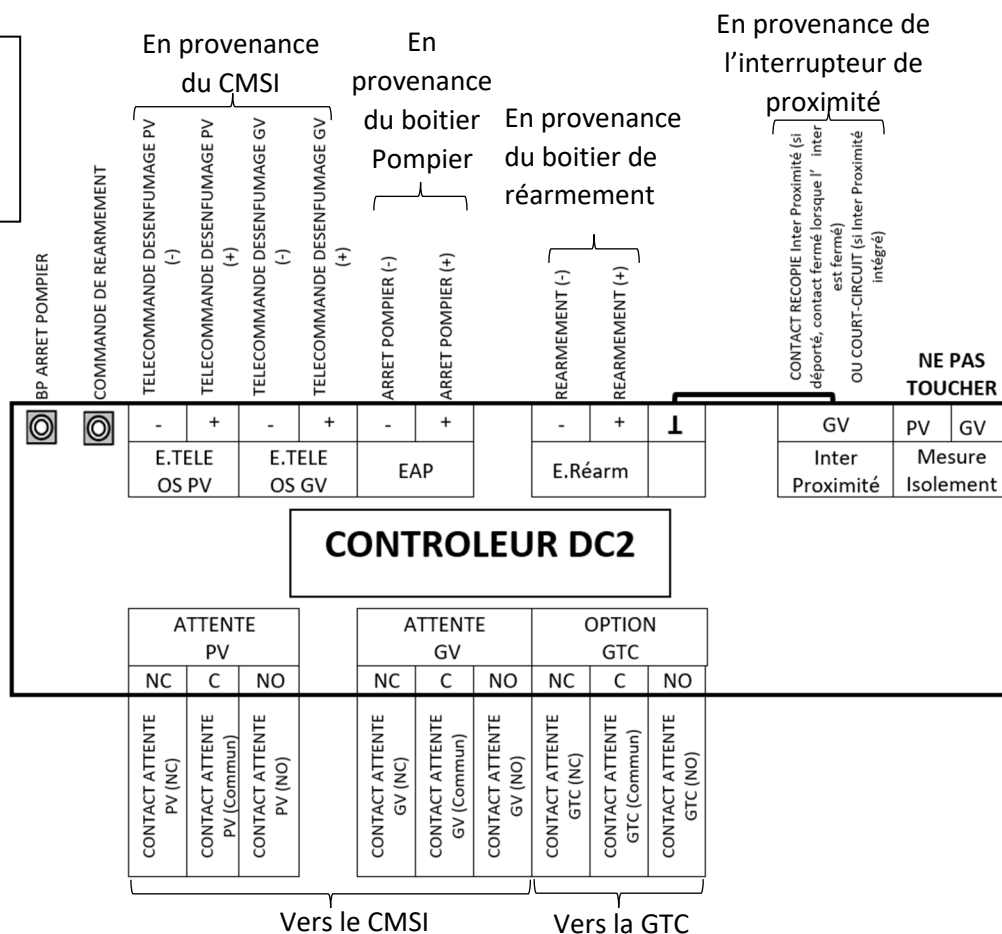 En provenance
du CMSI
En
provenance
du boitier
Pompier
En provenance
du boitier de
réarmement
En provenance de
l'interrupteur de
proximité
BP ARRET POMPIER
COMMANDE DE REARMEMENT
TELECOMMANDE DESENFUMAGE PV
(-)
TELECOMMANDE DESENFUMAGE PV
(+)
TELECOMMANDE DESENFUMAGE GV
(-)
TELECOMMANDE DESENFUMAGE GV
(+)
ARRET POMPIER (-)
ARRET POMPIER (+)
REARMEMENT (-)
REARMEMENT (+)
CONTACT RECOPIE Inter Proximité (si
déporté, contact fermé lorsque l' inter
est fermé)
OU COURT-CIRCUIT (si Inter Proximité
intégré)
NE PAS
TOUCHER
- + - + - + - + GV PV GV
E.TELE
OS PV
E.TELE
OS GV
EAP
E.Réarm
Inter
Proximité
Mesure
Isolement
CONTROLEUR DC2
ATTENTE
PV
ATTENTE
GV
OPTION
GTC
NC C NO NC C NO NC C NO
CONTACT ATTENTE
PV (NC)
CONTACT ATTENTE
PV (Commun)
CONTACT ATTENTE
PV (NO)
CONTACT ATTENTE
GV (NC)
CONTACT ATTENTE
GV (Commun)
CONTACT ATTENTE
GV (NO)
CONTACT ATTENTE
GTC (NC)
CONTACT ATTENTE
GTC (Commun)
CONTACT ATTENTE
GTC (NO)
Vers le CMSI
Vers la GTC